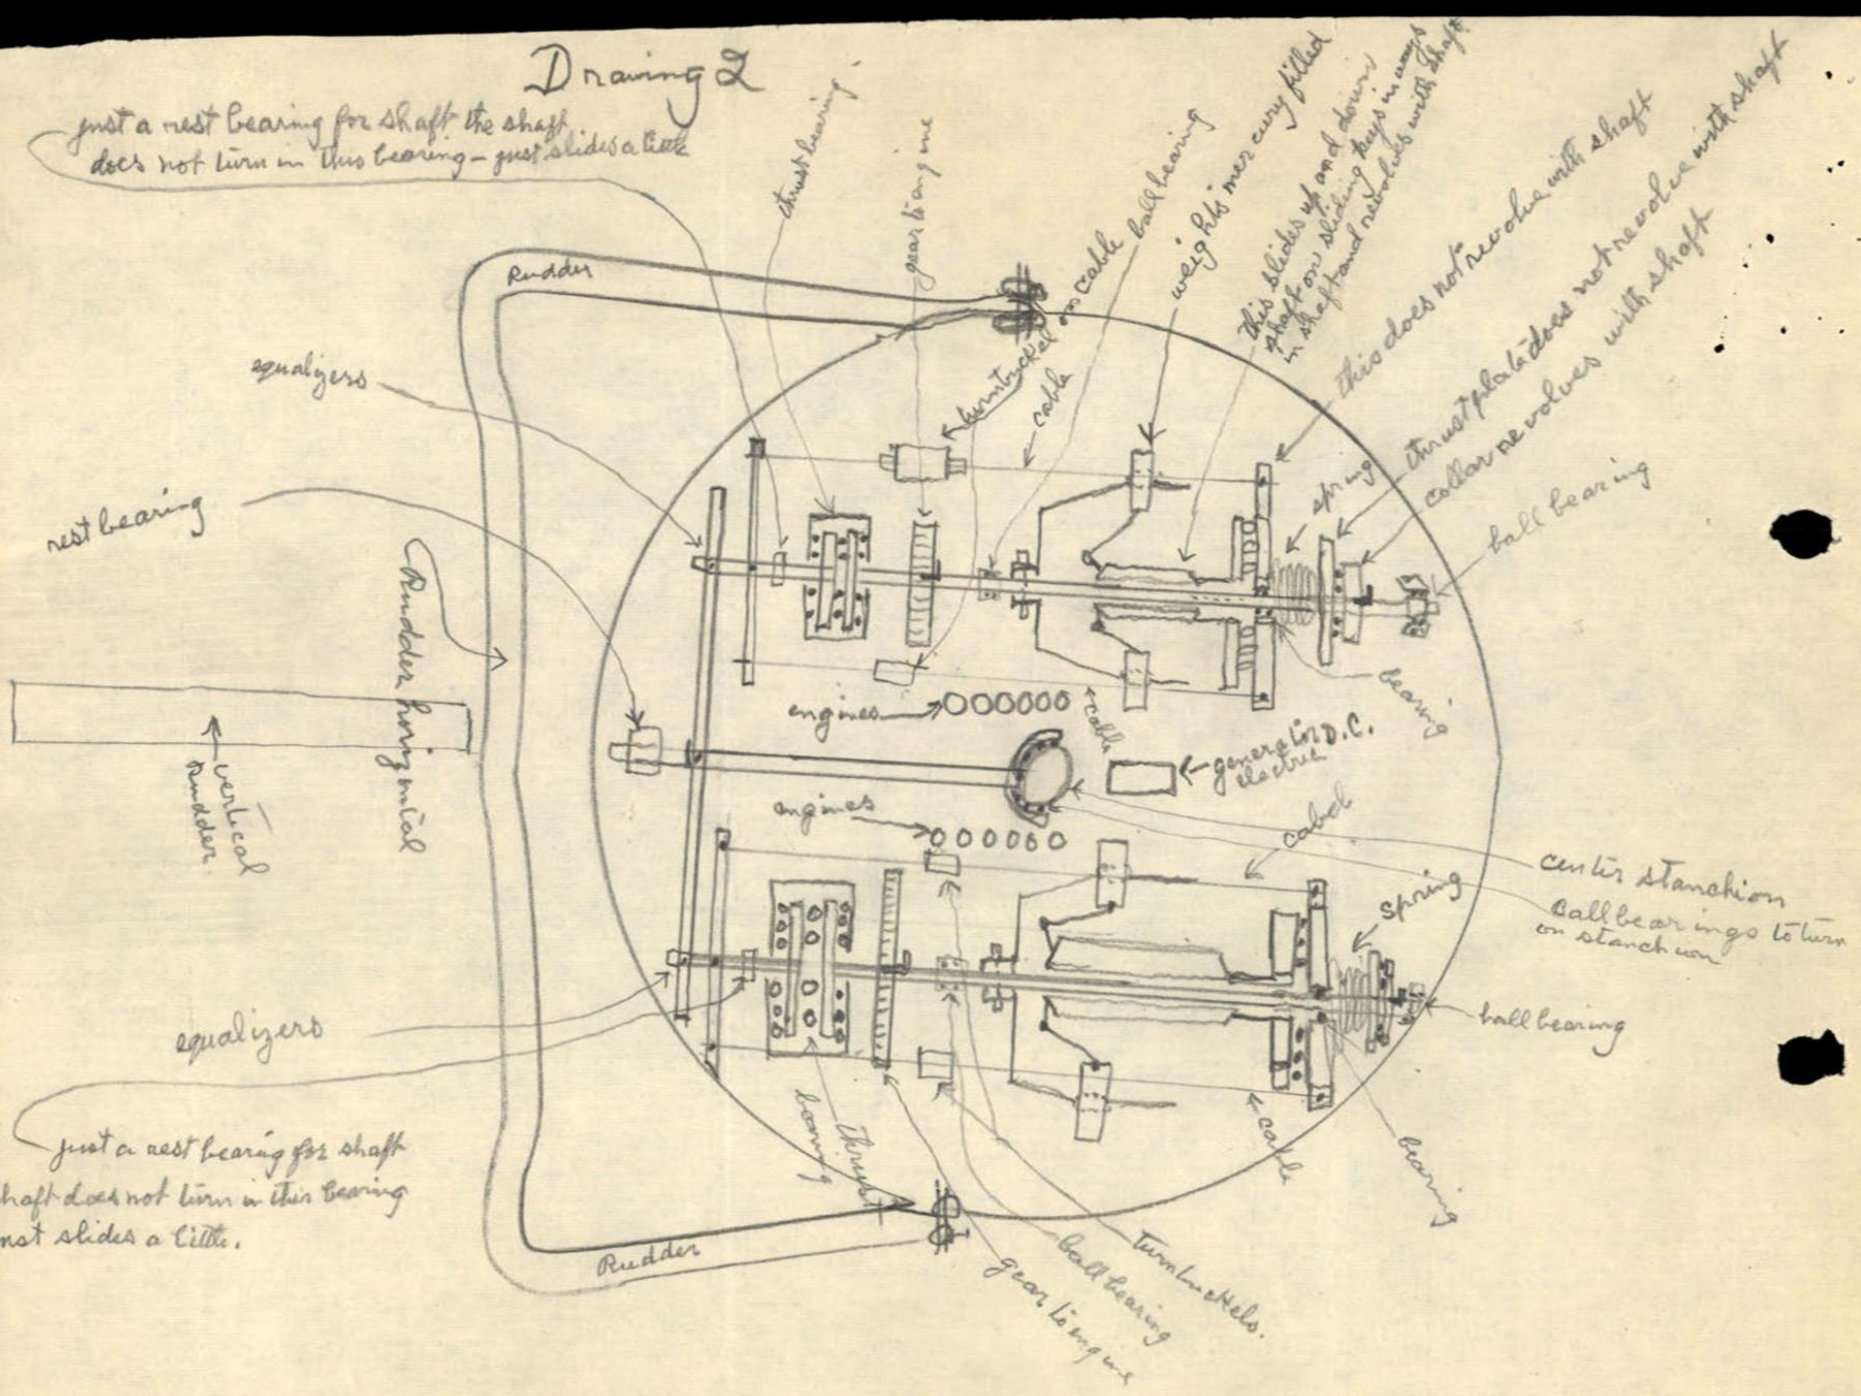 Drawing 2
just a rest bearing for shaft the shaft
does not turn in this bearing - just slides a little
thrust bearing.
gear to engine
ball bearing
weights mercury filled
this slides up and down
shaft on sliding keys in ways
in shaft and revolves with shaft
this does not revolve with shaft
thrust plate does not revolve with shaft
collar revolves with shaft
Rudder
turnbuckel on cable
cable
equalizers
spring
ball bearing
rest bearing
Rudder horizontal
bearing
engines
cable
generator D.C.
electric
vertical
Rudder
engines
cabel
center stanchion
ball bearings to turn
on stanchion
spring
ball bearing
equalizers
just a rest bearing for shaft
haft does not turn in this bearing
slides a little.
thrust
cable
bearing
Rudder
turnbuckels.
ball bearing
gear to engine